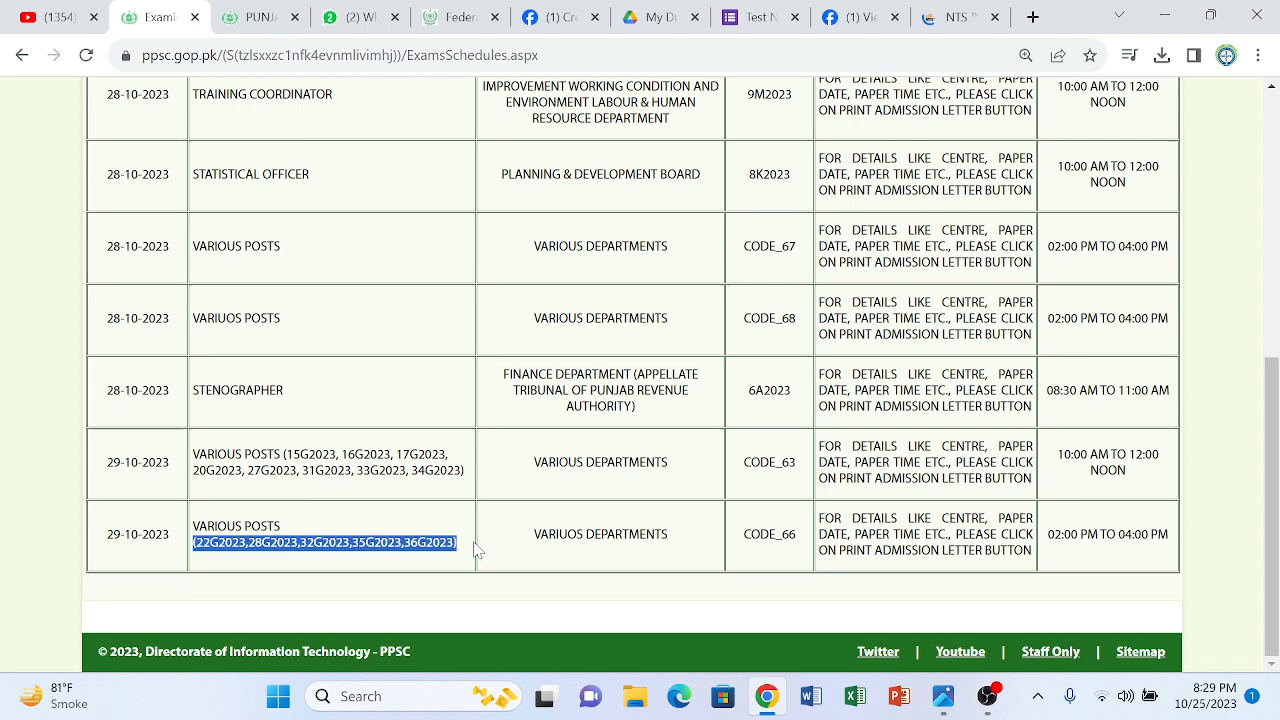 (1354)
Exami
PUNJ
(2) WI
Feder
(1) Cre
My Dr
Test N
(1) Vie
NTS ™
ppsc.gop.pk/(S(tzlsxxzc1nfk4evnmlivimhj))/ExamsSchedules.aspx
28-10-2023
TRAINING COORDINATOR
IMPROVEMENT WORKING CONDITION AND
ENVIRONMENT LABOUR & HUMAN
RESOURCE DEPARTMENT
9M2023
FOR DETAILS LIKE CENTRE, PAPER
DATE, PAPER TIME ETC., PLEASE CLICK
ON PRINT ADMISSION LETTER BUTTON
10:00 AM TO 12:00
NOON
28-10-2023
STATISTICAL OFFICER
PLANNING & DEVELOPMENT BOARD
8K2023
FOR DETAILS LIKE CENTRE, PAPER
DATE, PAPER TIME ETC., PLEASE CLICK
ON PRINT ADMISSION LETTER BUTTON
10:00 AM TO 12:00
NOON
28-10-2023
VARIOUS POSTS
VARIOUS DEPARTMENTS
CODE_67
FOR DETAILS LIKE CENTRE, PAPER
DATE, PAPER TIME ETC., PLEASE CLICK
ON PRINT ADMISSION LETTER BUTTON
02:00 PM TO 04:00 PM
28-10-2023
VARIUOS POSTS
VARIOUS DEPARTMENTS
CODE_68
FOR DETAILS LIKE CENTRE, PAPER
DATE, PAPER TIME ETC., PLEASE CLICK
ON PRINT ADMISSION LETTER BUTTON
02:00 PM TO 04:00 PM
28-10-2023
STENOGRAPHER
FINANCE DEPARTMENT (APPELLATE
TRIBUNAL OF PUNJAB REVENUE
AUTHORITY)
6A2023
FOR DETAILS LIKE CENTRE, PAPER
DATE, PAPER TIME ETC., PLEASE CLICK
ON PRINT ADMISSION LETTER BUTTON
08:30 AM TO 11:00 AM
29-10-2023
VARIOUS POSTS (15G2023, 16G2023, 17G2023,
20G2023, 27G2023, 31G2023, 33G2023, 34G2023)
VARIOUS DEPARTMENTS
CODE_63
FOR DETAILS LIKE CENTRE, PAPER
DATE, PAPER TIME ETC., PLEASE CLICK
ON PRINT ADMISSION LETTER BUTTON
10:00 AM TO 12:00
NOON
29-10-2023
VARIOUS POSTS
(22G2023,28G2023,32G2023,35G2023,36G2023)
VARIUOS DEPARTMENTS
CODE_66
FOR DETAILS LIKE CENTRE, PAPER
DATE, PAPER TIME ETC., PLEASE CLICK
ON PRINT ADMISSION LETTER BUTTON
02:00 PM TO 04:00 PM
© 2023, Directorate of Information Technology - PPSC
Twitter | Youtube | Staff Only | Sitemap
81°F
Smoke
Search
8:29 PM
10/25/2023
1